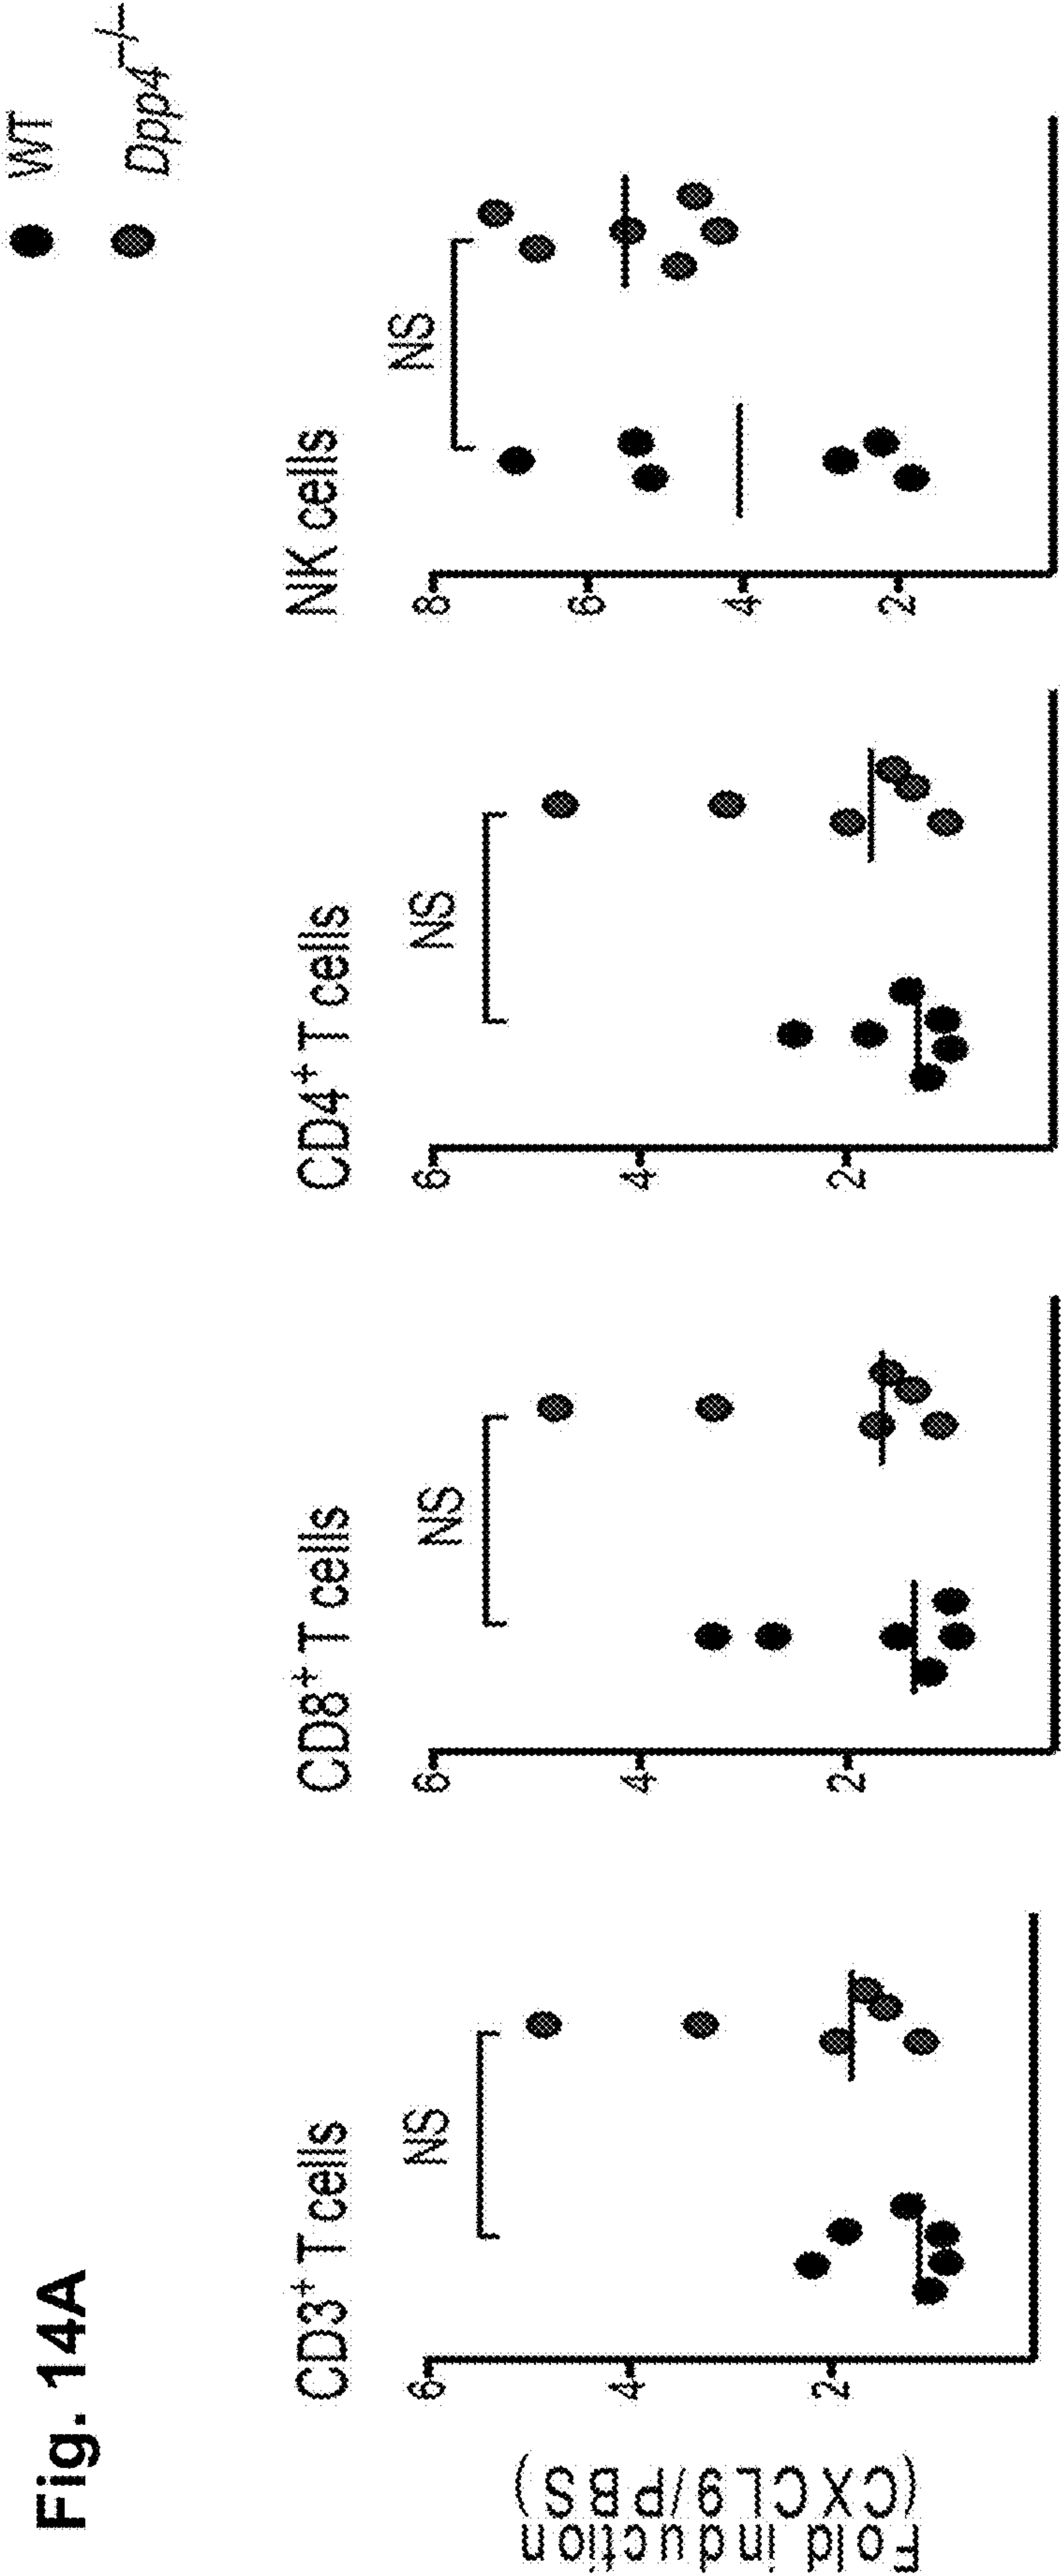 Fig. 14A
WT
Dpp4⁻/⁻
Fold induction
(CXCL9/PBS)
CD3⁺ T cells
NS
6
4
2
CD8⁺ T cells
NS
6
4
2
CD4⁺ T cells
NS
6
4
2
NK cells
NS
8
6
4
2